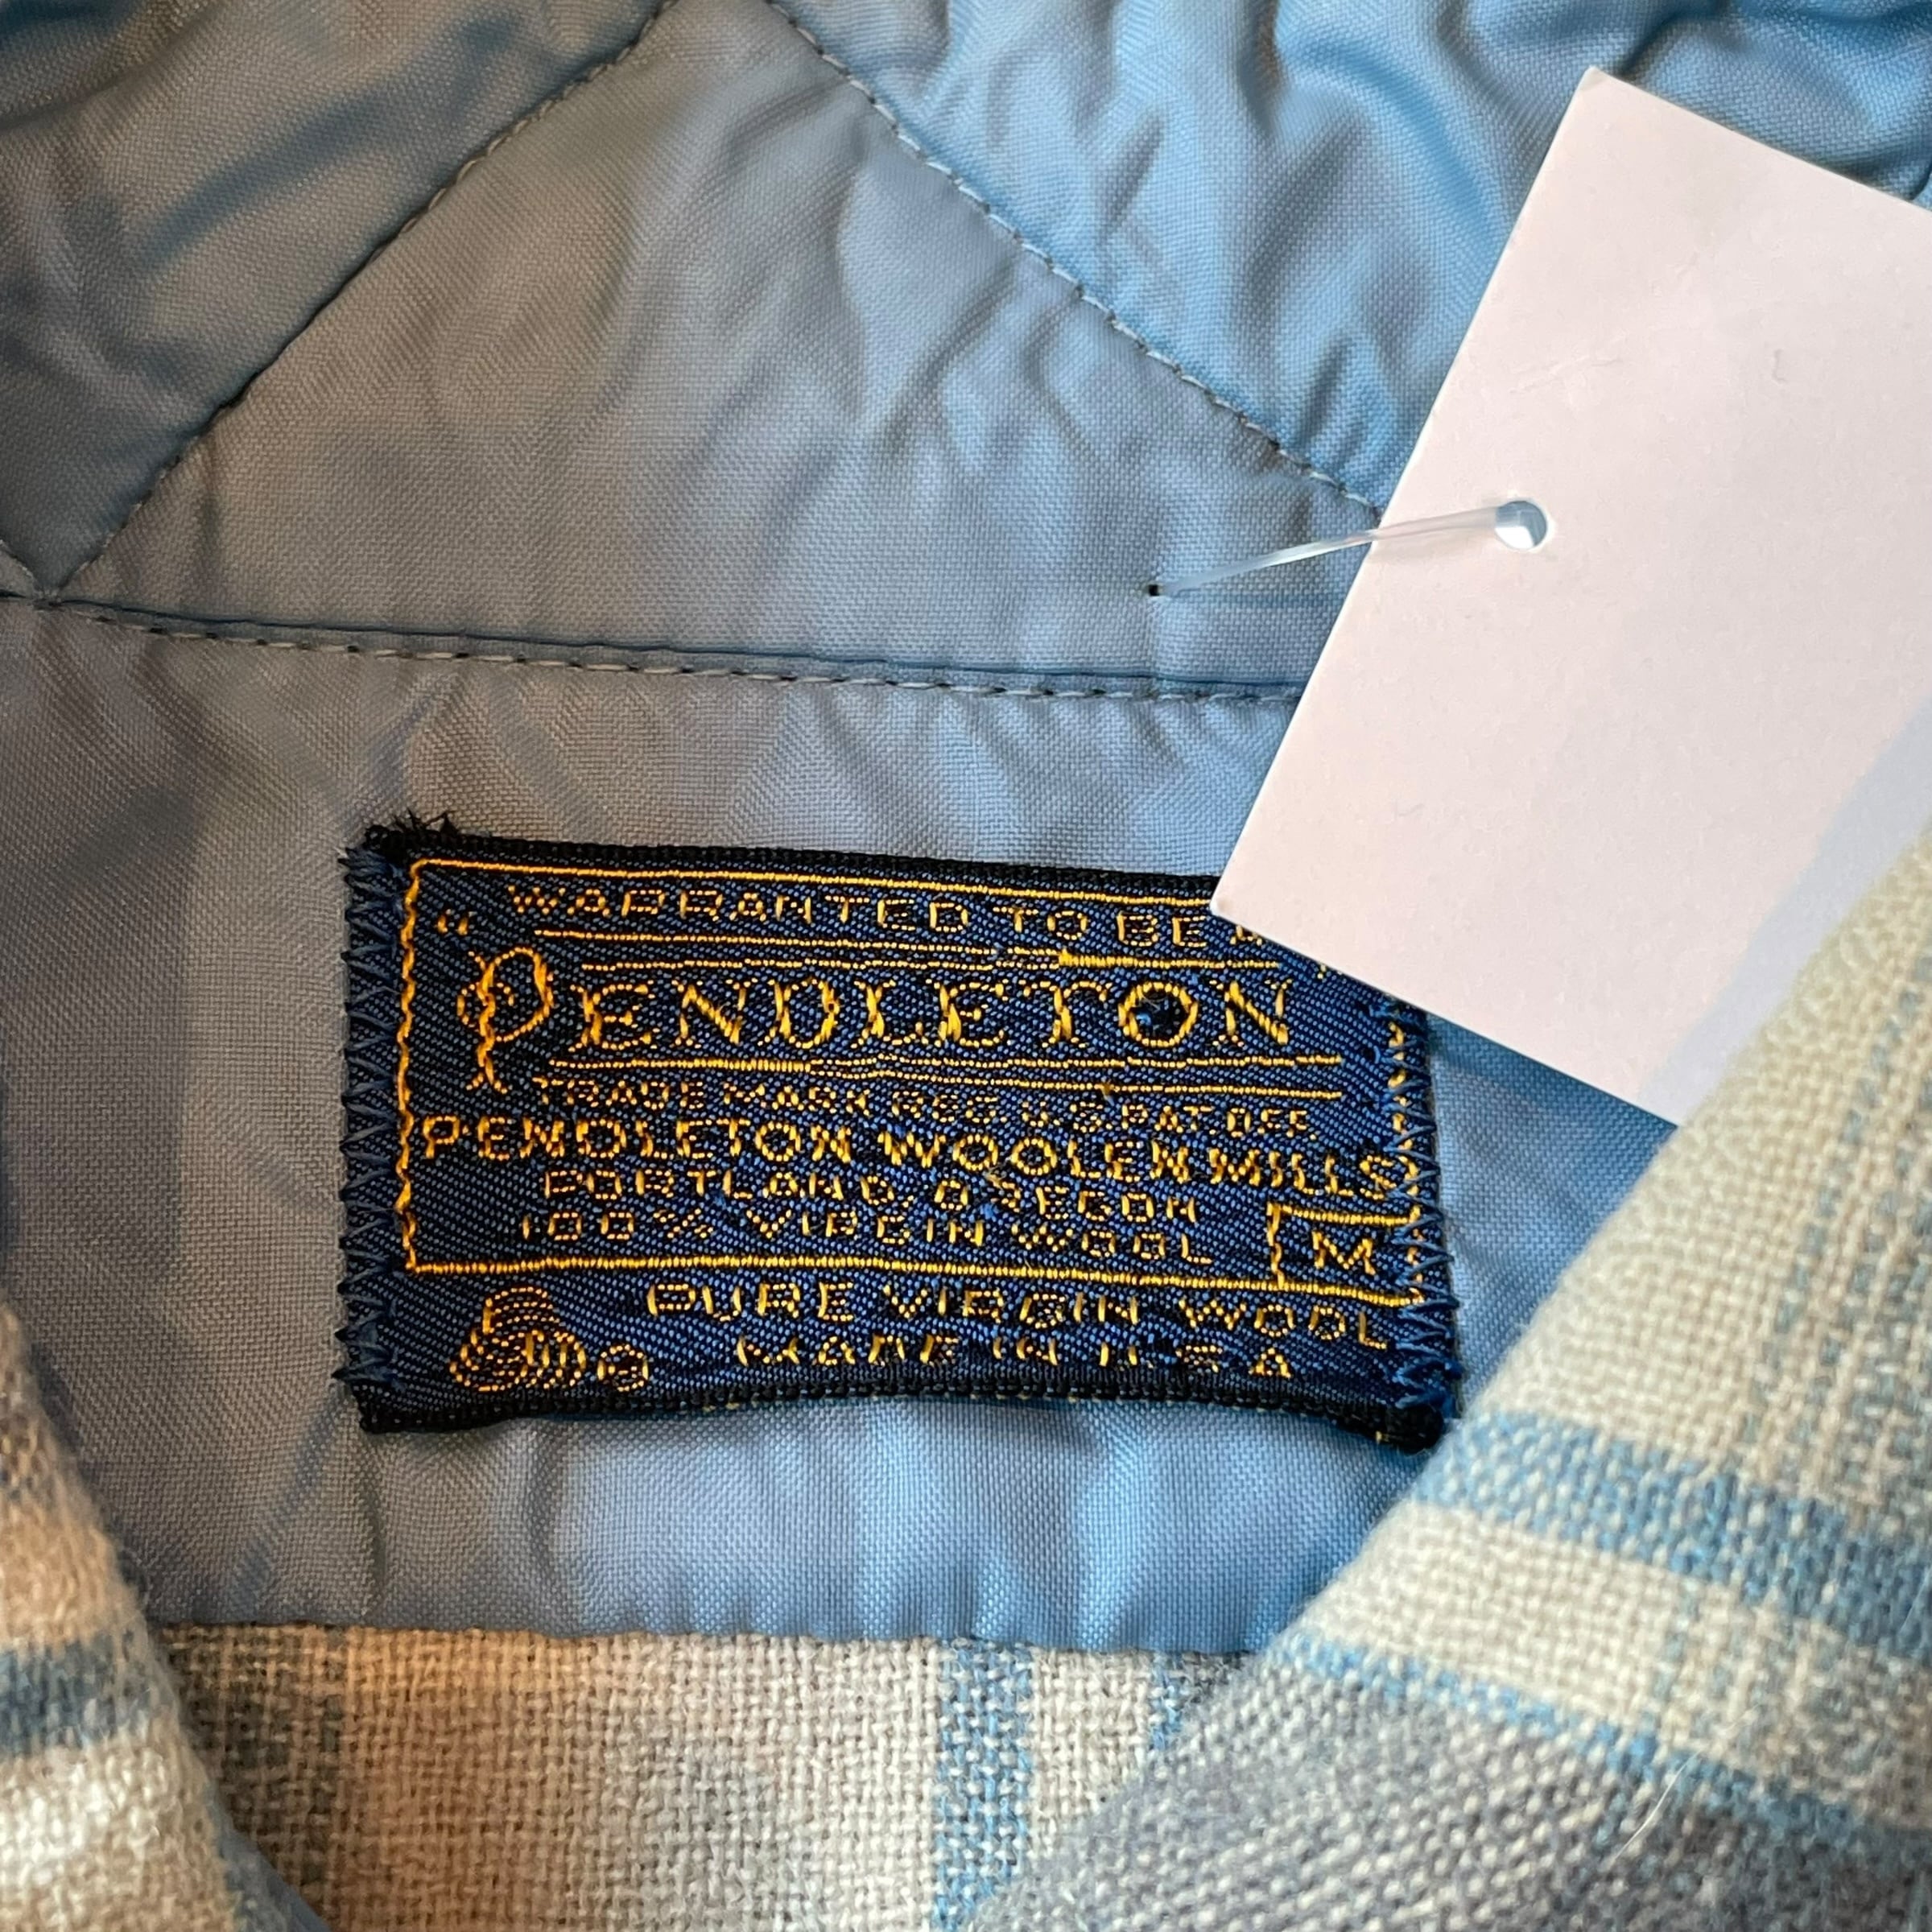 "WARRANTED TO BE A
PENDLETON
TRADE MARK REG. U.S. PAT. OFF.
PENDLETON WOOLEN MILLS
PORTLAND, OREGON
100% VIRGIN WOOL
M
PURE VIRGIN WOOL
R
MADE IN U.S.A